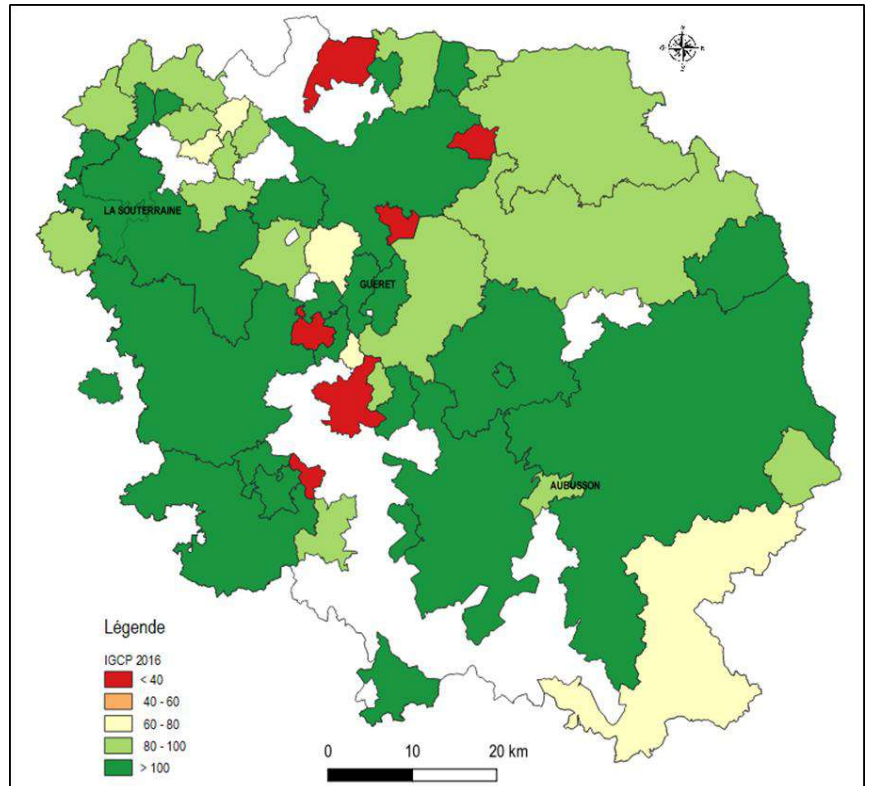 N
E
S
LA SOUTERRAINE
GUERET
AUBUSSON
Légende
IGCP 2016
< 40
40 - 60
60 - 80
80 - 100
> 100
0 10 20 km